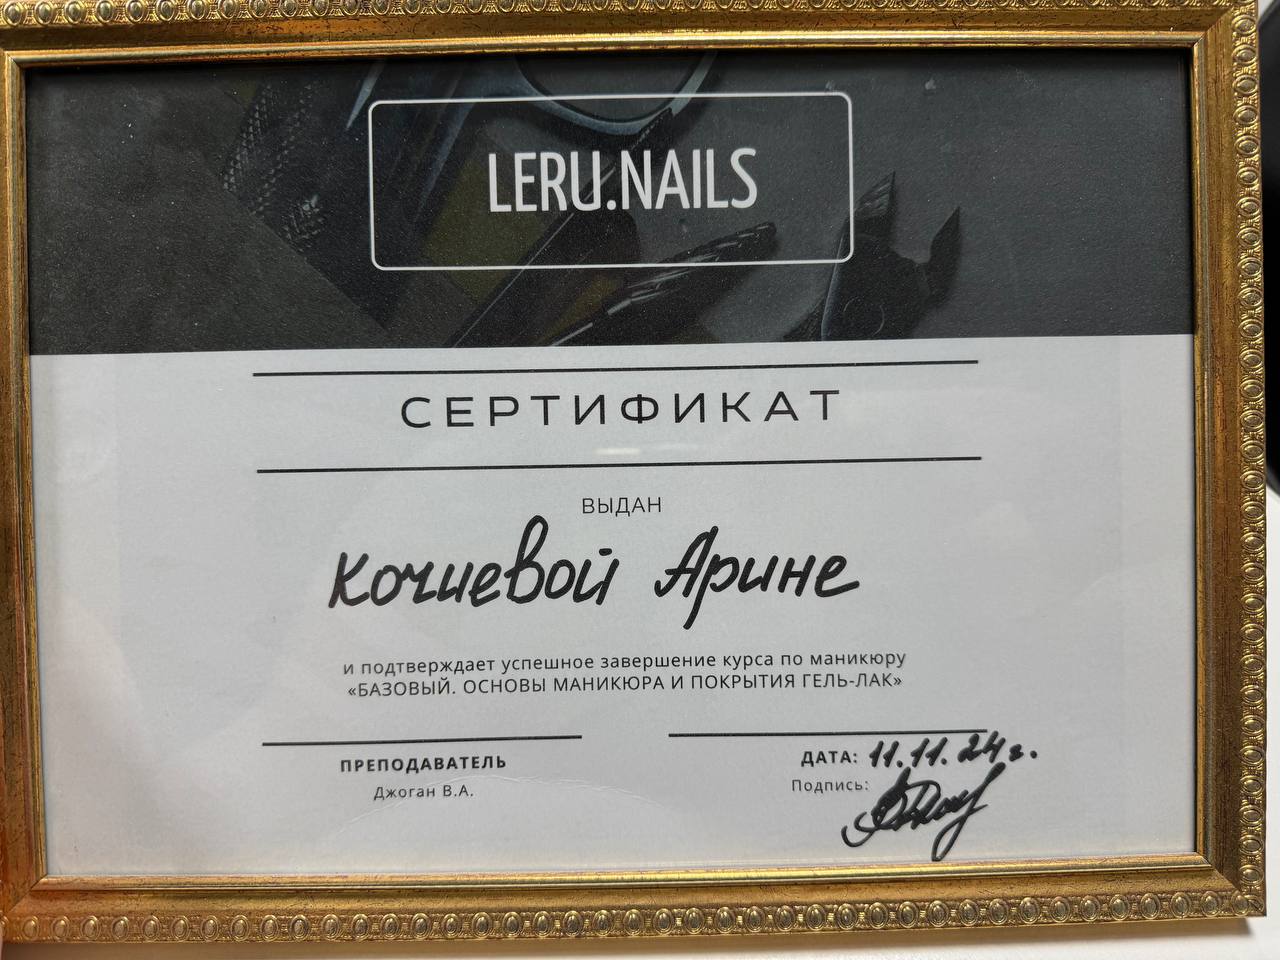 LERU.NAILS
СЕРТИФИКАТ
ВЫДАН
Кочиевой Арине
и подтверждает успешное завершение курса по маникюру
«БАЗОВЫЙ. ОСНОВЫ МАНИКЮРА И ПОКРЫТИЯ ГЕЛЬ-ЛАК»
ПРЕПОДАВАТЕЛЬ
Джоган В.А.
ДАТА: 11.11.24 г.
Подпись: